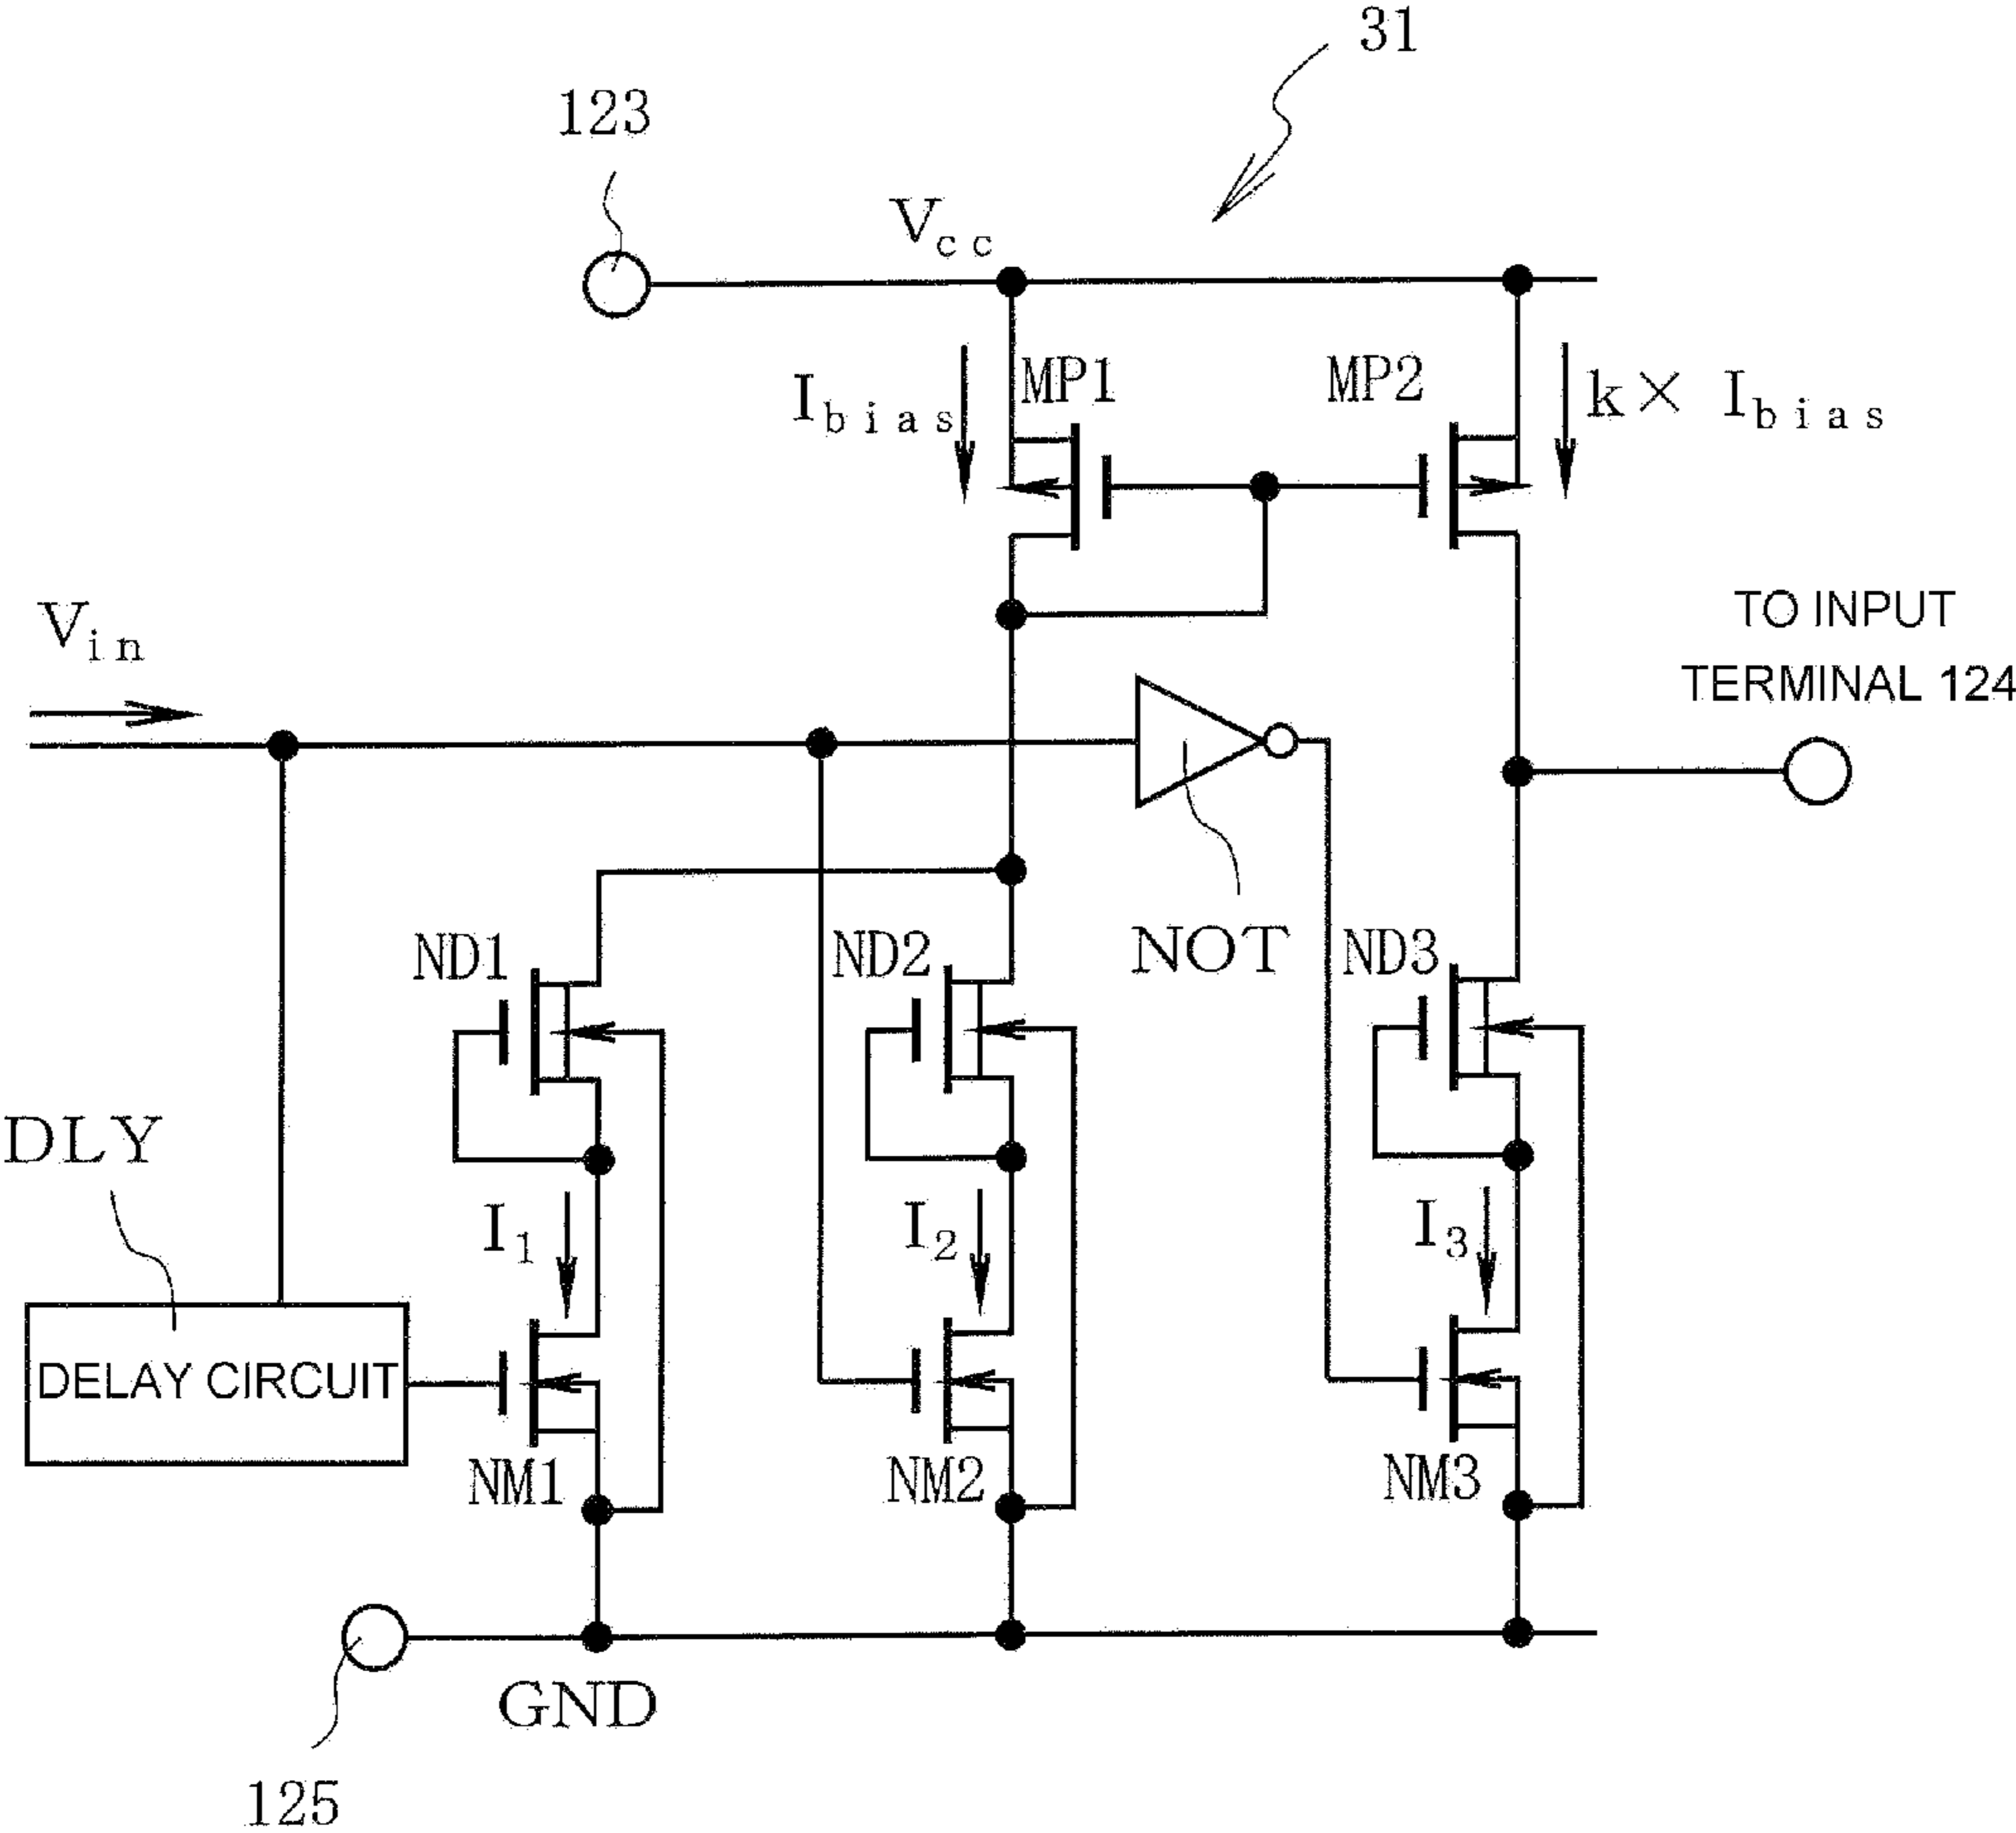 31
123
Vcc
Ibias
MP1
MP2
k× Ibias
Vin
TO INPUT
TERMINAL 124
NOT
ND1
ND2
ND3
DLY
I1
I2
I3
DELAY CIRCUIT
NM1
NM2
NM3
GND
125